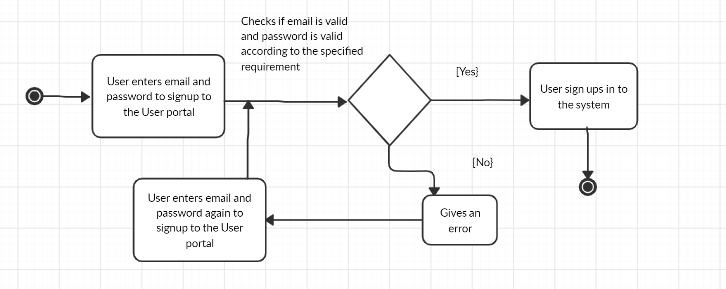 Checks if email is valid
and password is valid
according to the specified
requirement
User enters email and
password to signup to
the User portal
[Yes}
User sign ups in to
the system
[No}
User enters email and
password again to
signup to the User
portal
Gives an
error